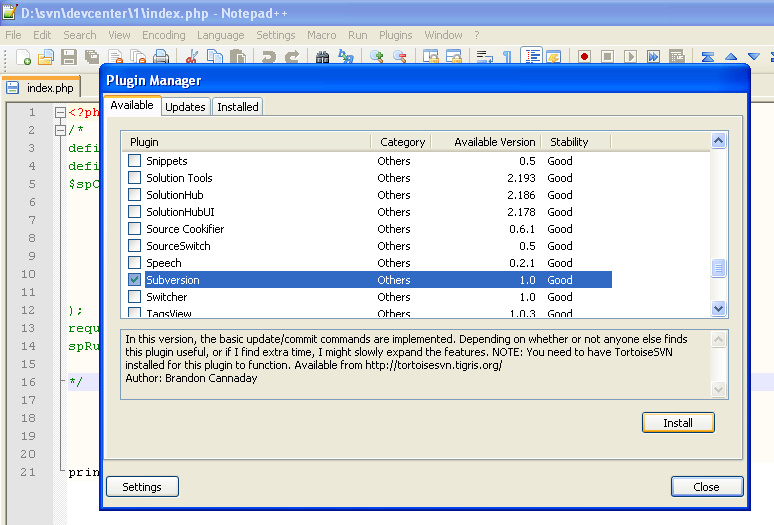 D:\svn\devcenter\1\index.php - Notepad++
File Edit Search View Encoding Language Settings Macro Run Plugins Window ?
index.php
Plugin Manager
Available Updates Installed
Plugin Category Available Version Stability
Snippets Others 0.5 Good
Solution Tools Others 2.193 Good
SolutionHub Others 2.186 Good
SolutionHubUI Others 2.178 Good
Source Cookifier Others 0.6.1 Good
SourceSwitch Others 0.5 Good
Speech Others 0.2.1 Good
Subversion Others 1.0 Good
Switcher Others 1.0 Good
TagsView Others 1.0.3 Good
In this version, the basic update/commit commands are implemented. Depending on whether or not anyone else finds
this plugin useful, or if I find extra time, I might slowly expand the features. NOTE: You need to have TortoiseSVN
installed for this plugin to function. Available from http://tortoisesvn.tigris.org/
Author: Brandon Cannaday
Install
Settings Close
1 <?ph
2 /*
3 defi
4 defi
5 $spC
6
7
8
9
10
11
12 );
13 requ
14 spRu
15
16 */
17
18
19
20
21 prin